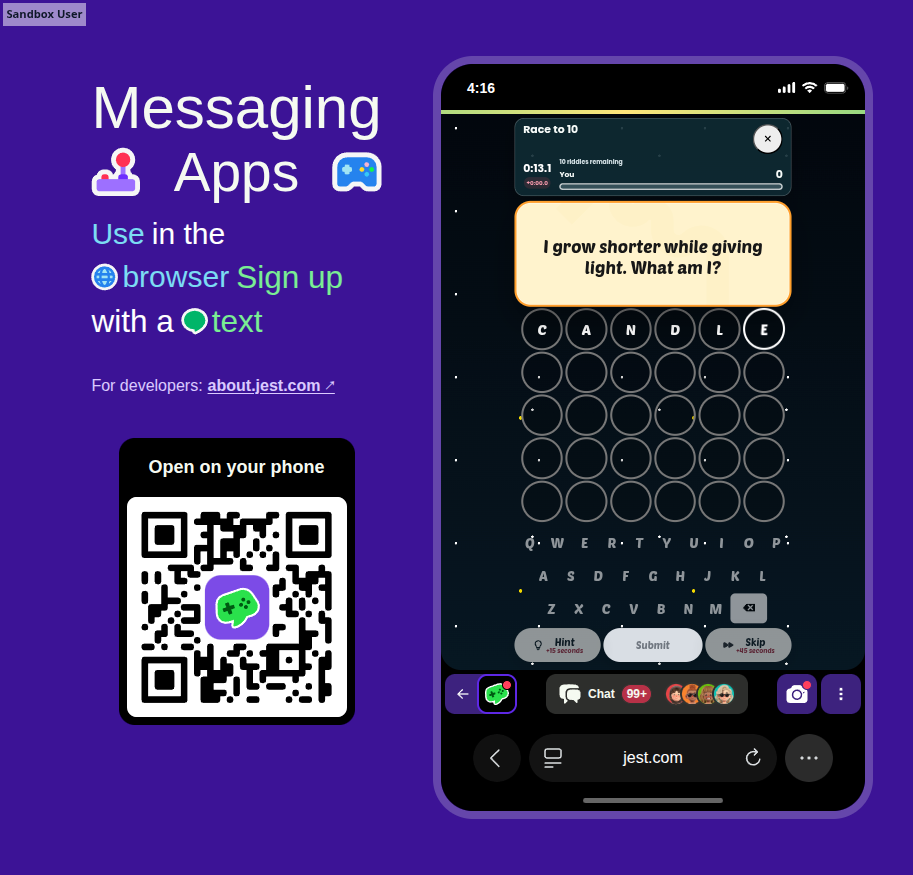 Sandbox User
Messaging
Apps
Use in the
browser Sign up
with a text
For developers: about.jest.com ↗
Open on your phone
4:16
Race to 10
×
10 riddles remaining
0:13.1
You
0
+0:00.0
I grow shorter while giving
light. What am I?
C A N D L E
Q W E R T Y U I O P
A S D F G H J K L
Z X C V B N M
Hint
+15 seconds
Submit
Skip
+45 seconds
Chat 99+
jest.com